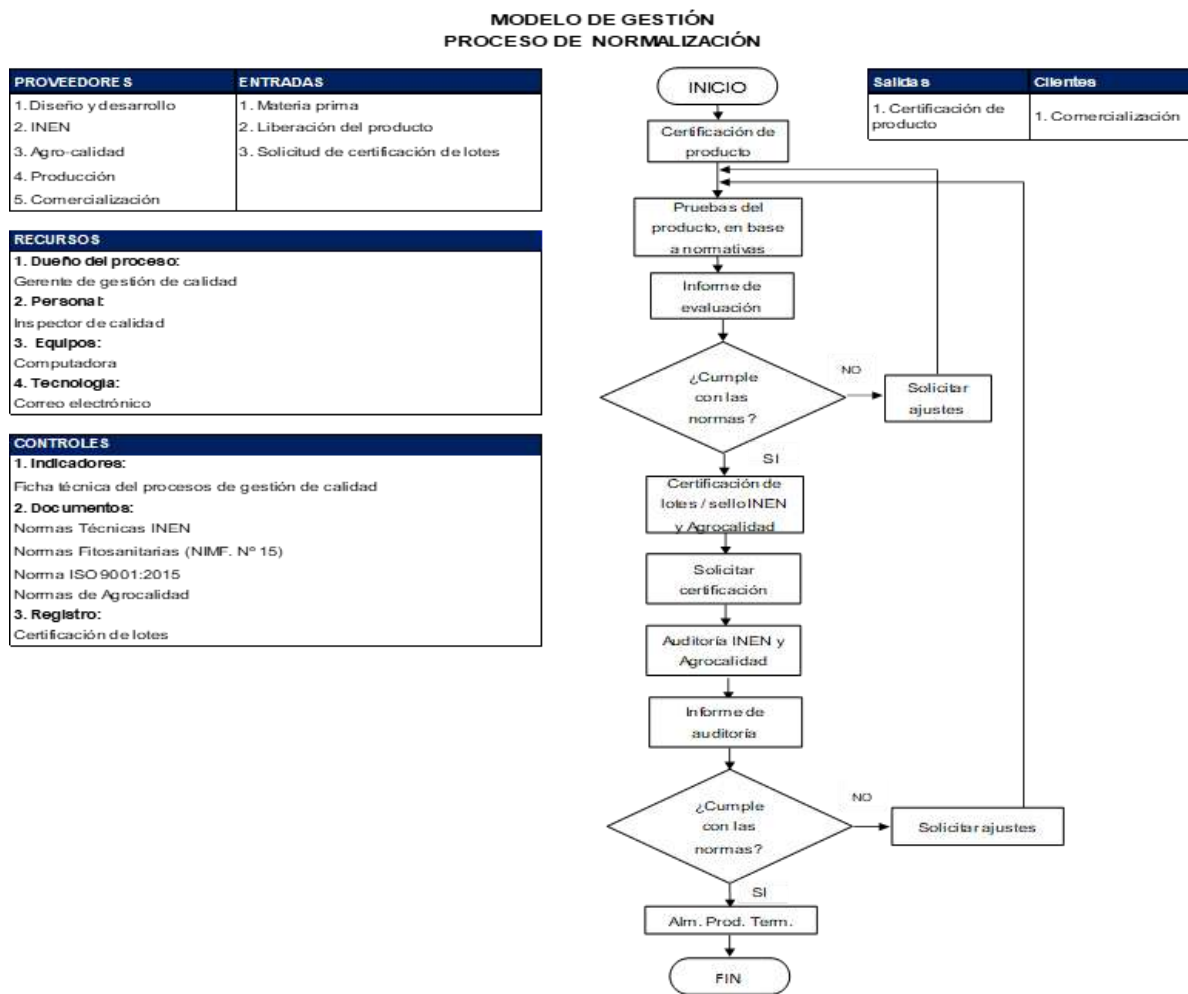 MODELO DE GESTIÓN
PROCESO DE NORMALIZACIÓN
PROVEEDORES
ENTRADAS
1. Diseño y desarrollo
2. INEN
3. Agro-calidad
4. Producción
5. Comercialización
1. Materia prima
2. Liberación del producto
3. Solicitud de certificación de lotes
RECURSOS
1. Dueño del proceso:
Gerente de gestión de calidad
2. Personal:
Inspector de calidad
3. Equipos:
Computadora
4. Tecnologia:
Correo electrónico
CONTROLES
1. Indicadores:
Ficha técnica del procesos de gestión de calidad
2. Documentos:
Normas Técnicas INEN
Normas Fitosanitarias (NIMF. Nº 15)
Norma ISO 9001:2015
Normas de Agrocalidad
3. Registro:
Certificación de lotes
INICIO
Certificación de
producto
Pruebas del
producto, en base
a normativas
Informe de
evaluación
¿Cumple
con las
normas?
NO
Solicitar
ajustes
SI
Certificación de
lotes / sello INEN
y Agrocalidad
Solicitar
certificación
Auditoría INEN y
Agrocalidad
Informe de
auditoría
¿Cumple
con las
normas?
NO
Solicitar ajustes
SI
Alm. Prod. Term.
FIN
Salidas
Clientes
1. Certificación de
producto
1. Comercialización